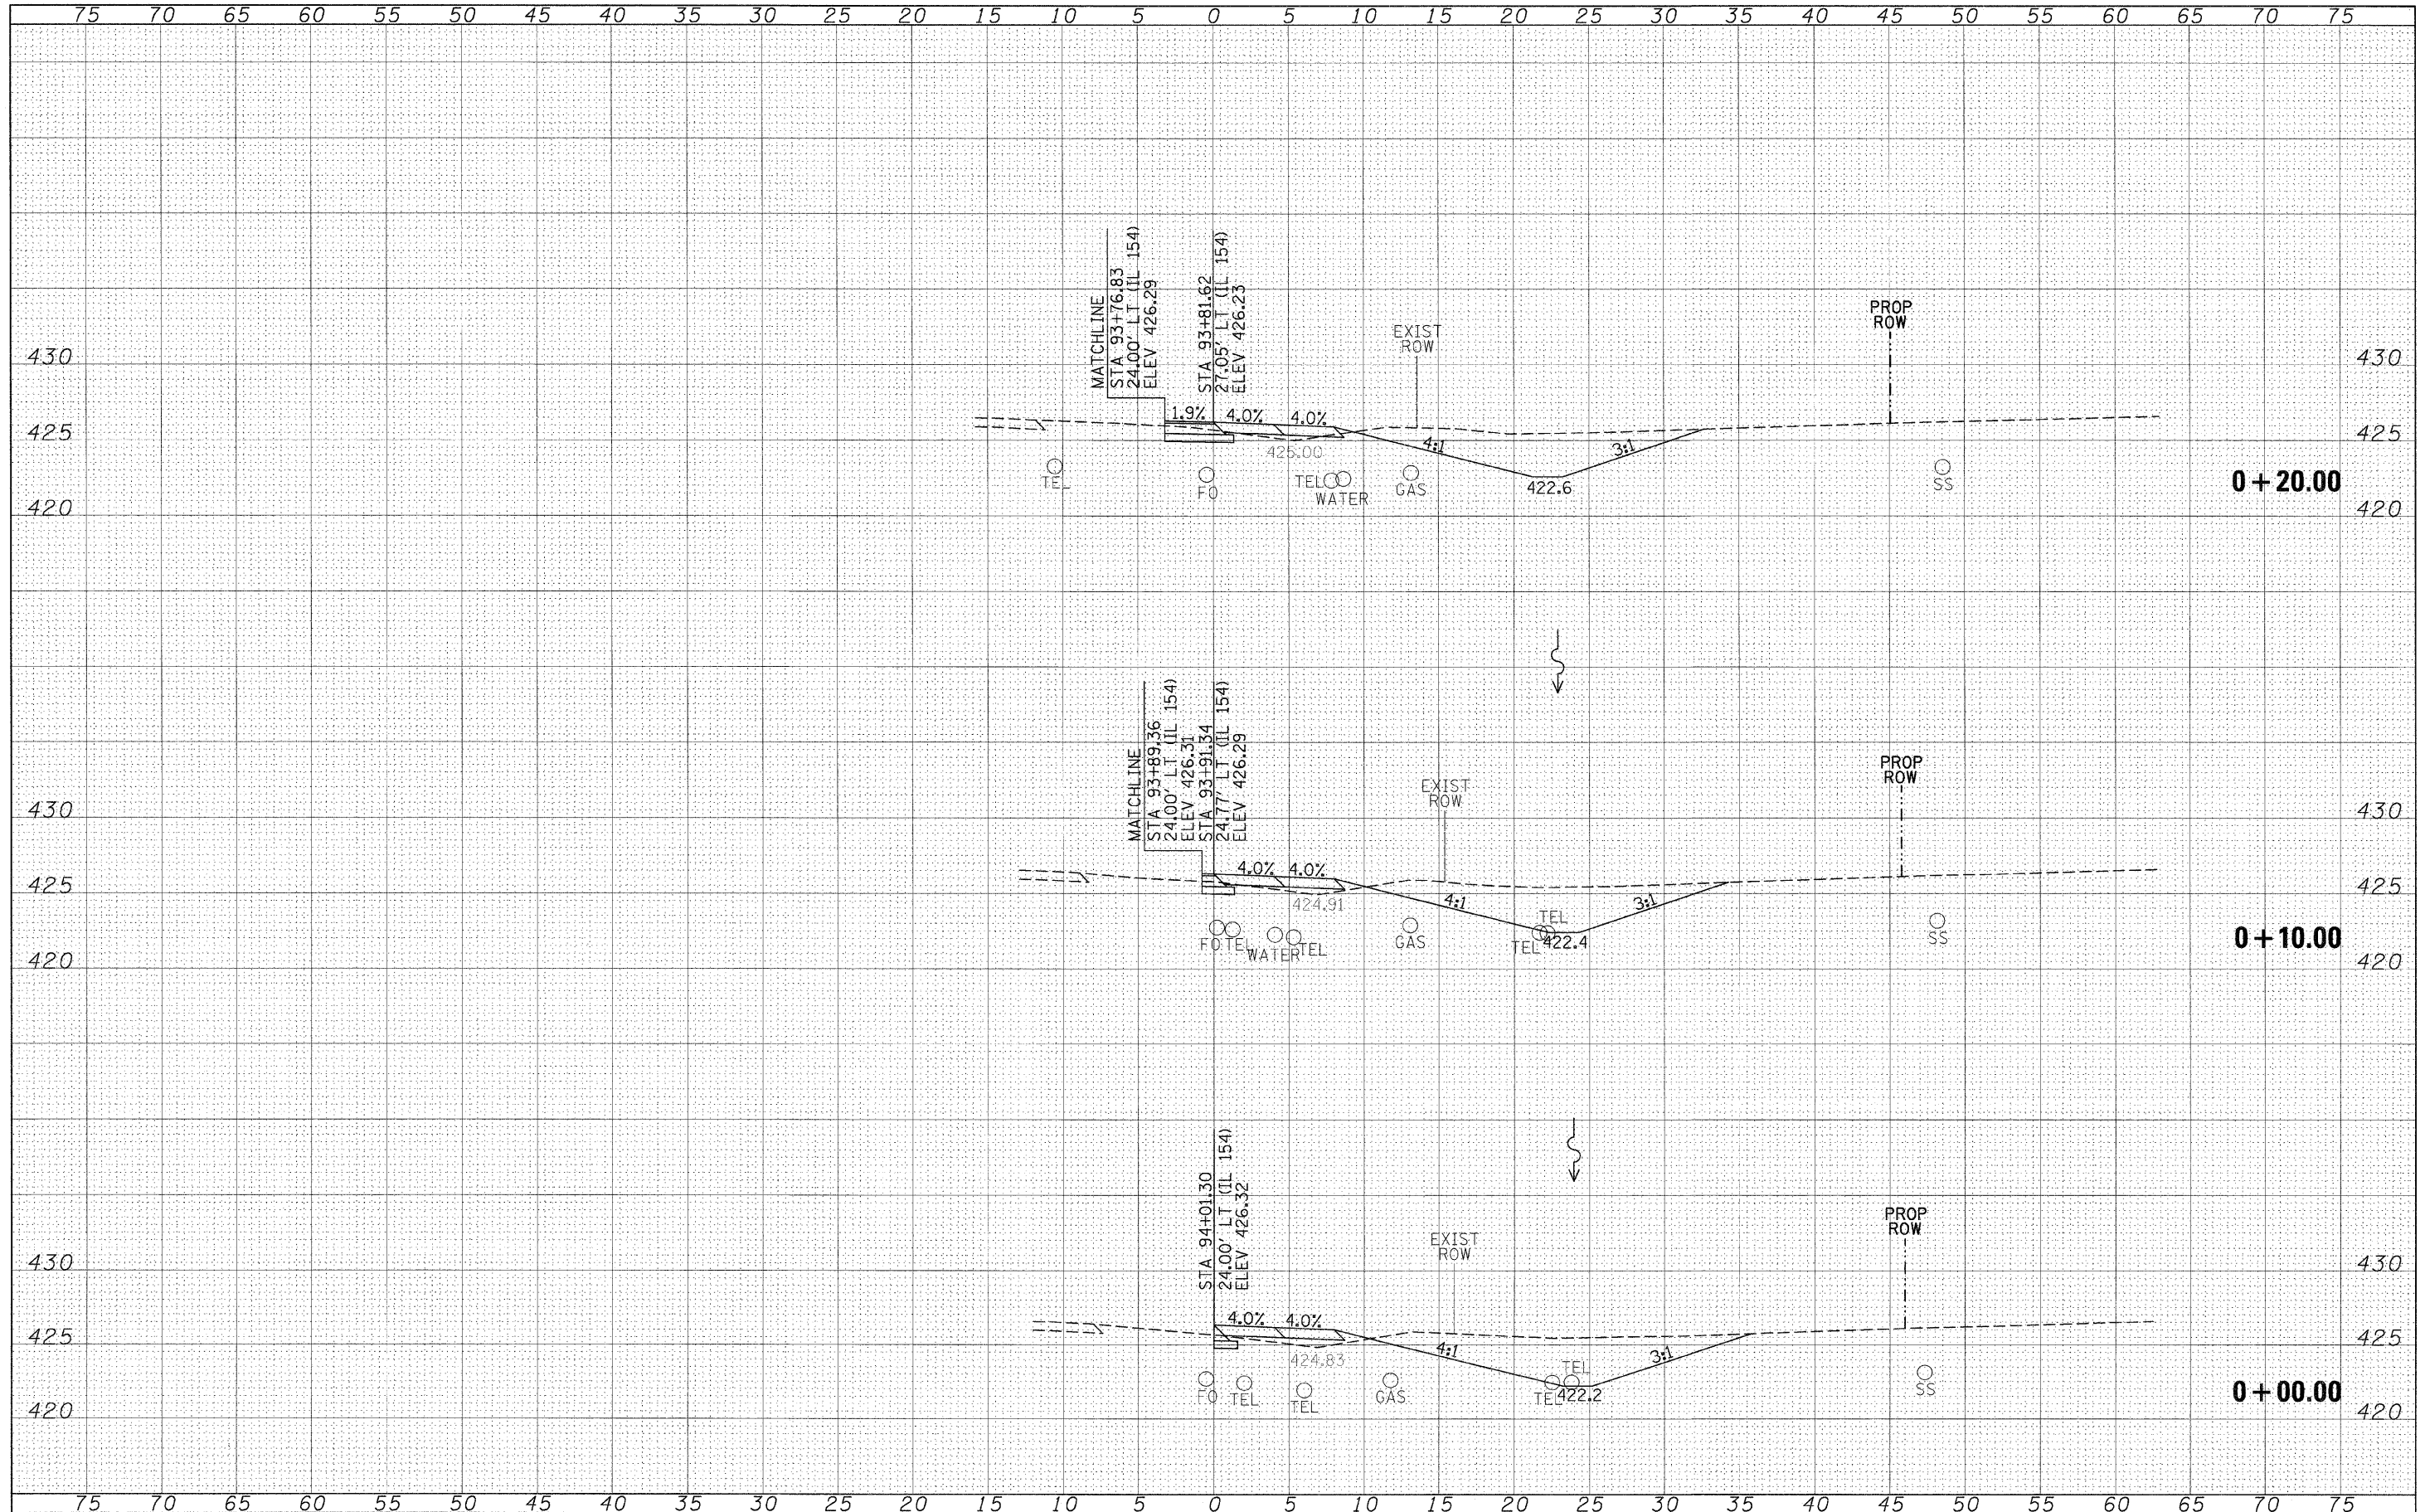 75 70 65 60 55 50 45 40 35 30 25 20 15 10 5 0 5 10 15 20 25 30 35 40 45 50 55 60 65 70 75
MATCHLINE
STA 93+76.83
24.00' LT (IL 154)
ELEV 426.29
STA 93+81.62
27.05' LT (IL 154)
ELEV 426.23
EXIST
ROW
PROP
ROW
430 430
1.9% 4.0% 4.0%
425 425
425.00
4:1 3:1
TEL FO TEL WATER GAS 422.6 SS
0+20.00
420 420
MATCHLINE
STA 93+89.36
24.00' LT (IL 154)
ELEV 426.31
STA 93+91.34
24.77' LT (IL 154)
ELEV 426.29
EXIST
ROW
PROP
ROW
430 430
4.0% 4.0%
425 425
424.91
4:1 3:1
TEL
FO TEL WATER TEL GAS TEL 422.4 SS
0+10.00
420 420
STA 94+01.30
24.00' LT (IL 154)
ELEV 426.32
EXIST
ROW
PROP
ROW
430 430
4.0% 4.0%
425 425
424.83
4:1 3:1
TEL
FO TEL TEL GAS TEL 422.2 SS
0+00.00
420 420
75 70 65 60 55 50 45 40 35 30 25 20 15 10 5 0 5 10 15 20 25 30 35 40 45 50 55 60 65 70 75